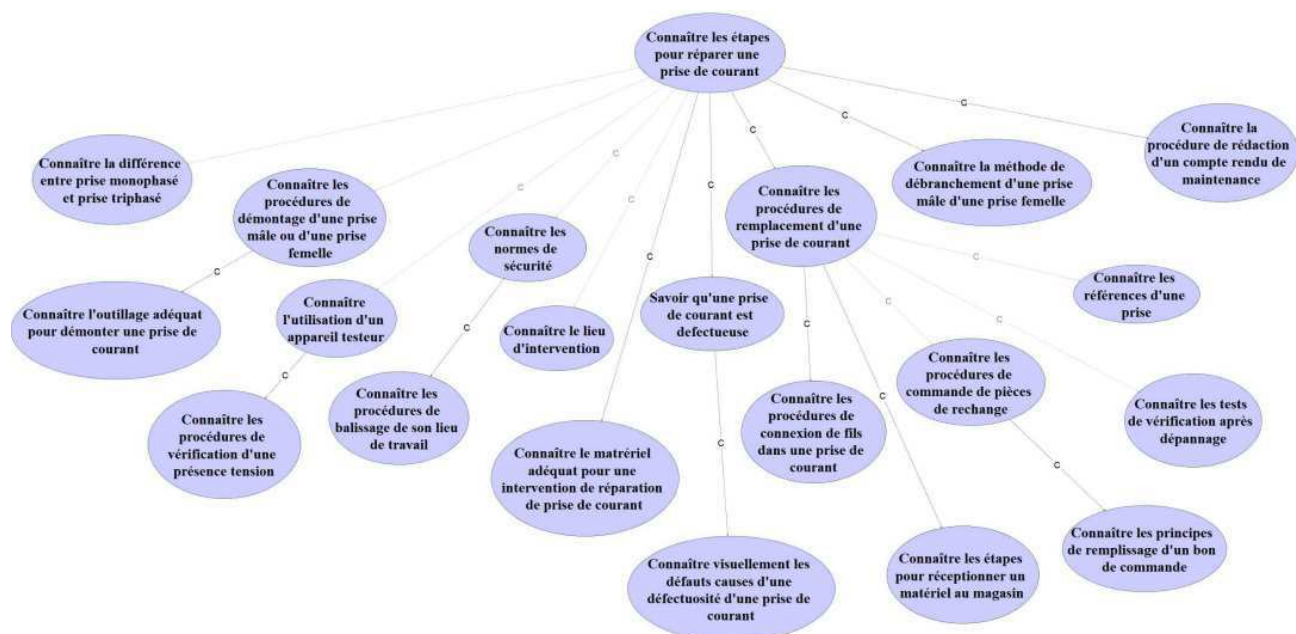 Connaître les étapes
pour réparer une
prise de courant
C
Connaître la
procédure de rédaction
d'un compte rendu de
maintenance
C
Connaître la différence
entre prise monophasé
et prise triphasé
C
C
Connaître la méthode de
débranchement d'une prise
mâle d'une prise femelle
Connaître les
procédures de
démontage d'une prise
mâle ou d'une prise
femelle
C
C
Connaître les
procédures de
remplacement d'une
prise de courant
Connaître les
normes de
sécurité
C
C
C
C
Connaître les
références d'une
prise
Connaître l'outillage adéquat
pour démonter une prise de
courant
Connaître
l'utilisation d'un
appareil testeur
Connaître le lieu
d'intervention
Savoir qu'une prise
de courant est
defectueuse
C
C
C
C
C
Connaître les
procédures de
commande de pièces
de rechange
Connaître les
procédures de
vérification d'une
présence tension
Connaître les
procédures de
balissage de son lieu
de travail
Connaître les
procédures de
connexion de fils
dans une prise de
courant
C
Connaître les tests
de vérification après
dépannage
C
C
C
Connaître le matrériel
adéquat pour une
intervention de réparation
de prise de courant
Connaître les principes
de remplissage d'un bon
de commande
Connaître visuellement les
défauts causes d'une
défectuosité d'une prise de
courant
Connaître les étapes
pour réceptionner un
matériel au magasin